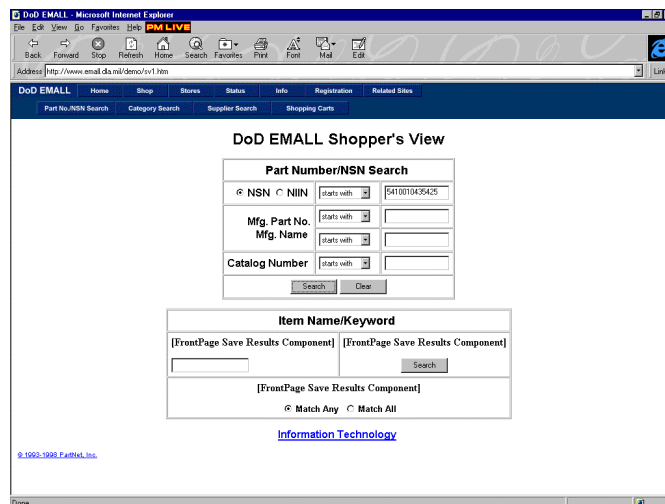 DoD EMALL - Microsoft Internet Explorer
File Edit View Go Favorites Help PM LIVE
Back Forward Stop Refresh Home Search Favorites Print Font Mail Edit
Address http://www.emall.dla.mil/demo/sv1.htm Link
DoD EMALL Home Shop Stores Status Info Registration Related Sites
Part No./NSN Search Category Search Supplier Search Shopping Carts
DoD EMALL Shopper's View
Part Number/NSN Search
NSN NIIN starts with 5410010435425
Mfg. Part No. starts with
Mfg. Name starts with
Catalog Number starts with
Search Clear
Item Name/Keyword
[FrontPage Save Results Component] [FrontPage Save Results Component]
Search
[FrontPage Save Results Component]
Match Any Match All
Information Technology
© 1993-1998 PartNet, Inc.
Done